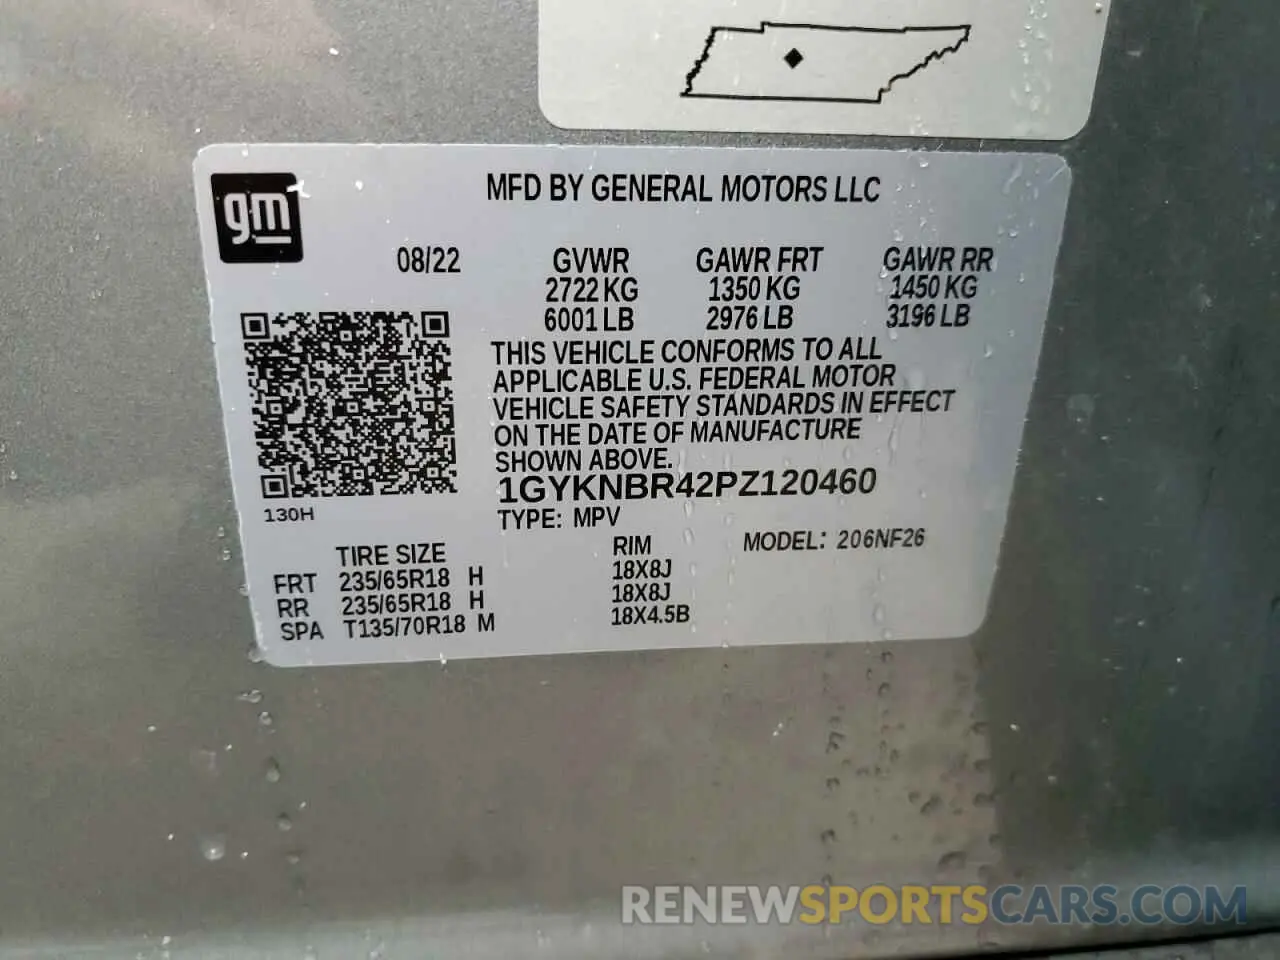 gm
MFD BY GENERAL MOTORS LLC
08/22 GVWR GAWR FRT GAWR RR
2722 KG 1350 KG 1450 KG
6001 LB 2976 LB 3196 LB
THIS VEHICLE CONFORMS TO ALL
APPLICABLE U.S. FEDERAL MOTOR
VEHICLE SAFETY STANDARDS IN EFFECT
ON THE DATE OF MANUFACTURE
SHOWN ABOVE.
1GYKNBR42PZ120460
130H
TYPE: MPV
TIRE SIZE RIM MODEL: 206NF26
FRT 235/65R18 H 18X8J
RR 235/65R18 H 18X8J
SPA T135/70R18 M 18X4.5B
RENEWSPORTSCARS.COM